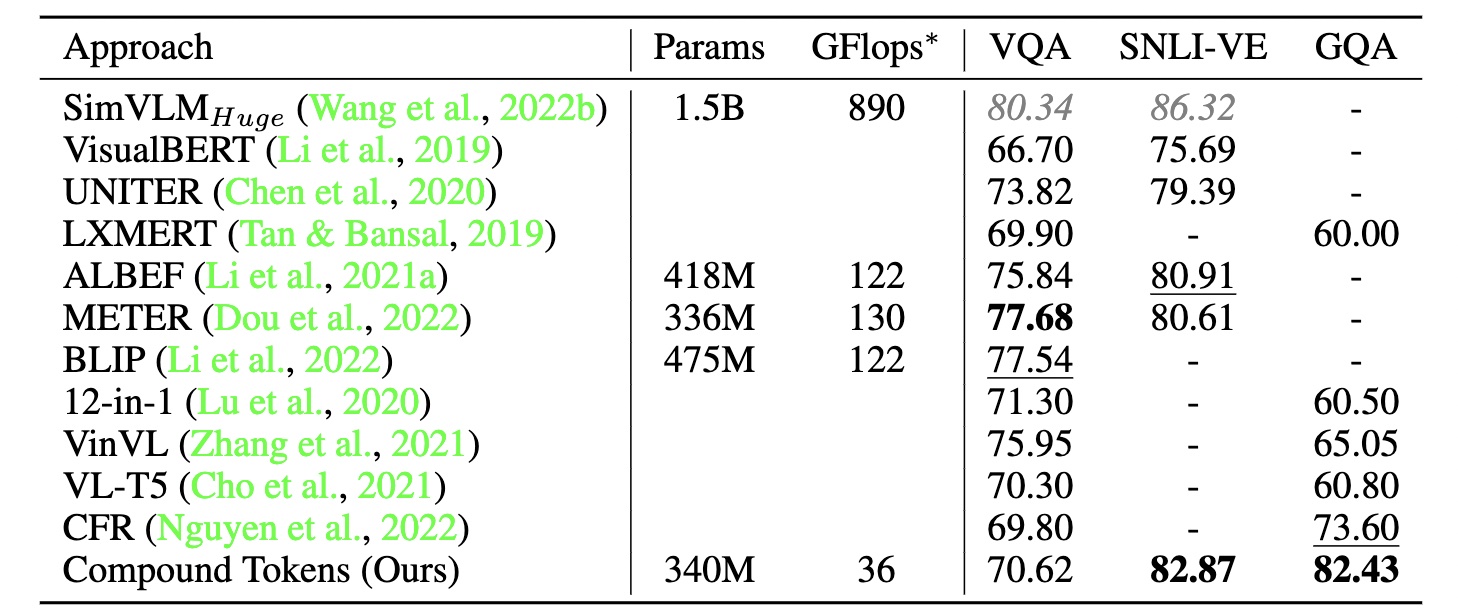 Approach Params GFlops* VQA SNLI-VE GQA
SimVLM_Huge (Wang et al., 2022b) 1.5B 890 80.34 86.32 -
VisualBERT (Li et al., 2019) 66.70 75.69 -
UNITER (Chen et al., 2020) 73.82 79.39 -
LXMERT (Tan & Bansal, 2019) 69.90 - 60.00
ALBEF (Li et al., 2021a) 418M 122 75.84 80.91 -
METER (Dou et al., 2022) 336M 130 77.68 80.61 -
BLIP (Li et al., 2022) 475M 122 77.54 - -
12-in-1 (Lu et al., 2020) 71.30 - 60.50
VinVL (Zhang et al., 2021) 75.95 - 65.05
VL-T5 (Cho et al., 2021) 70.30 - 60.80
CFR (Nguyen et al., 2022) 69.80 - 73.60
Compound Tokens (Ours) 340M 36 70.62 82.87 82.43